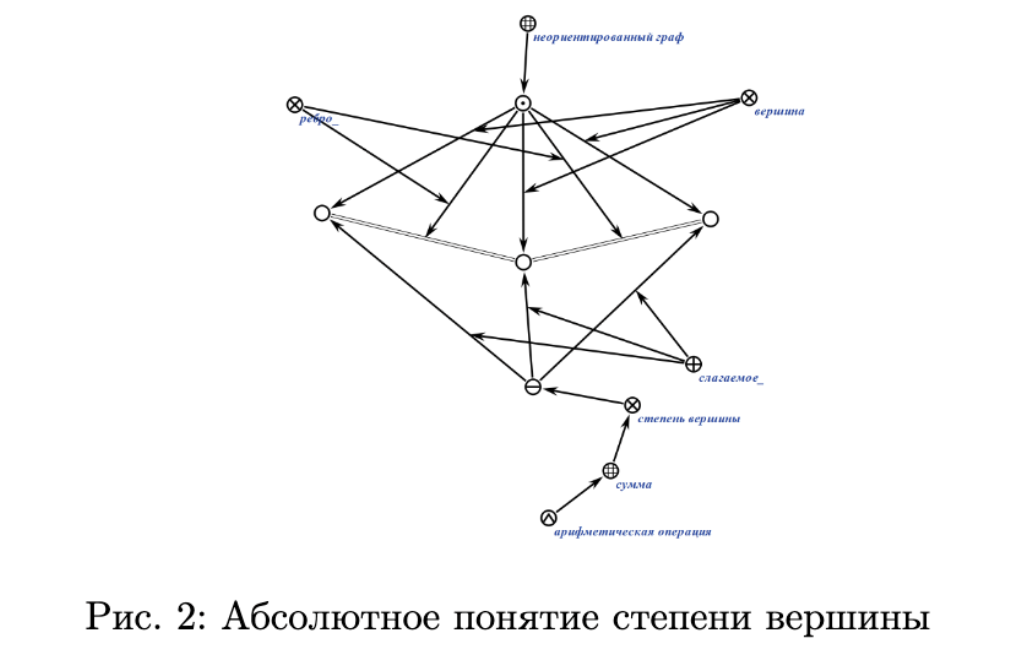 неориентированный граф
ребро_
вершина
слагаемое_
степень вершины
сумма
арифметическая операция
Рис. 2: Абсолютное понятие степени вершины